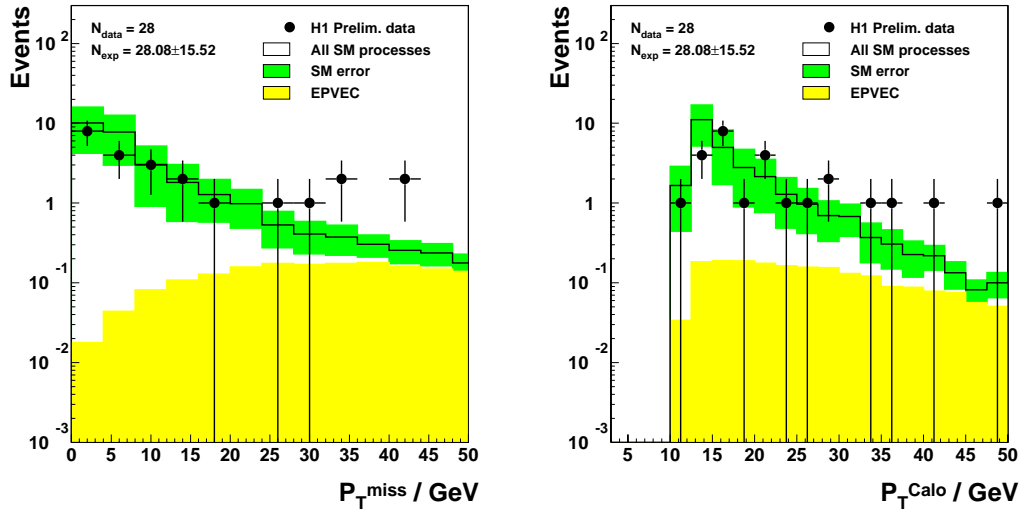 Events
N_data = 28
N_exp = 28.08±15.52
H1 Prelim. data
All SM processes
SM error
EPVEC
10^2
10
1
10^-1
10^-2
10^-3
0 5 10 15 20 25 30 35 40 45 50
P_T^miss / GeV
Events
N_data = 28
N_exp = 28.08±15.52
H1 Prelim. data
All SM processes
SM error
EPVEC
10^2
10
1
10^-1
10^-2
10^-3
5 10 15 20 25 30 35 40 45 50
P_T^Calo / GeV